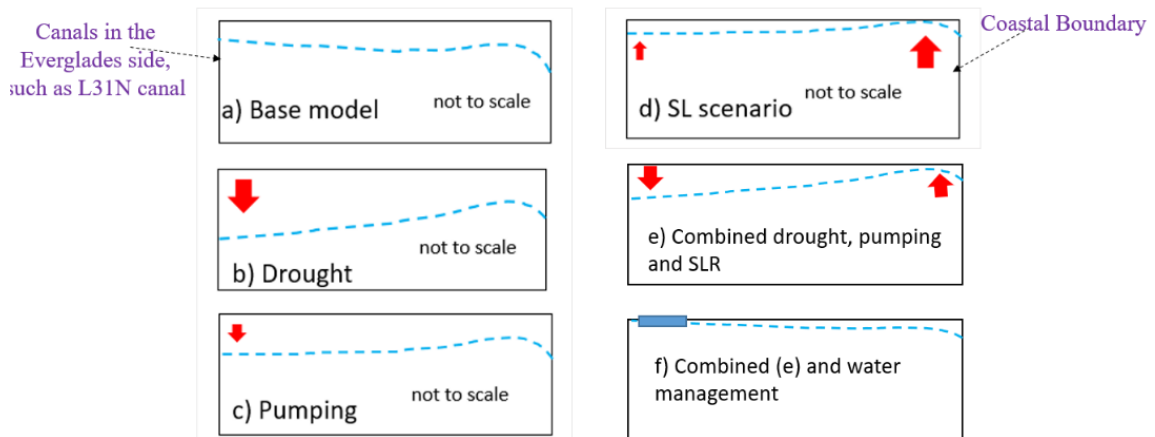 Canals in the
Everglades side,
such as L31N canal
not to scale
a) Base model
not to scale
b) Drought
not to scale
c) Pumping
Coastal Boundary
not to scale
d) SL scenario
e) Combined drought, pumping
and SLR
f) Combined (e) and water
management